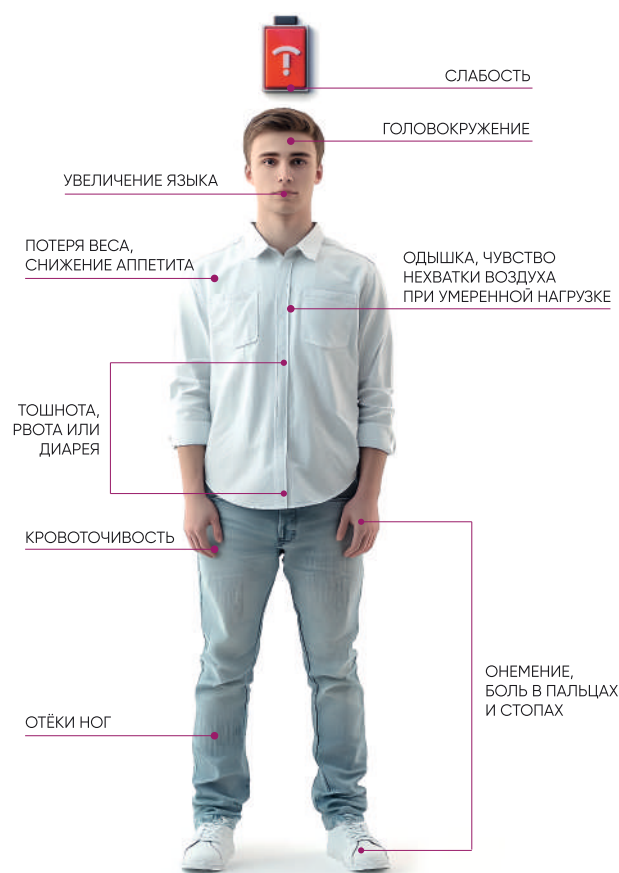 СЛАБОСТЬ
ГОЛОВОКРУЖЕНИЕ
УВЕЛИЧЕНИЕ ЯЗЫКА
ПОТЕРЯ ВЕСА,
СНИЖЕНИЕ АППЕТИТА
ОДЫШКА, ЧУВСТВО
НЕХВАТКИ ВОЗДУХА
ПРИ УМЕРЕННОЙ НАГРУЗКЕ
ТОШНОТА,
РВОТА ИЛИ
ДИАРЕЯ
КРОВОТОЧИВОСТЬ
ОНЕМЕНИЕ,
БОЛЬ В ПАЛЬЦАХ
И СТОПАХ
ОТЁКИ НОГ